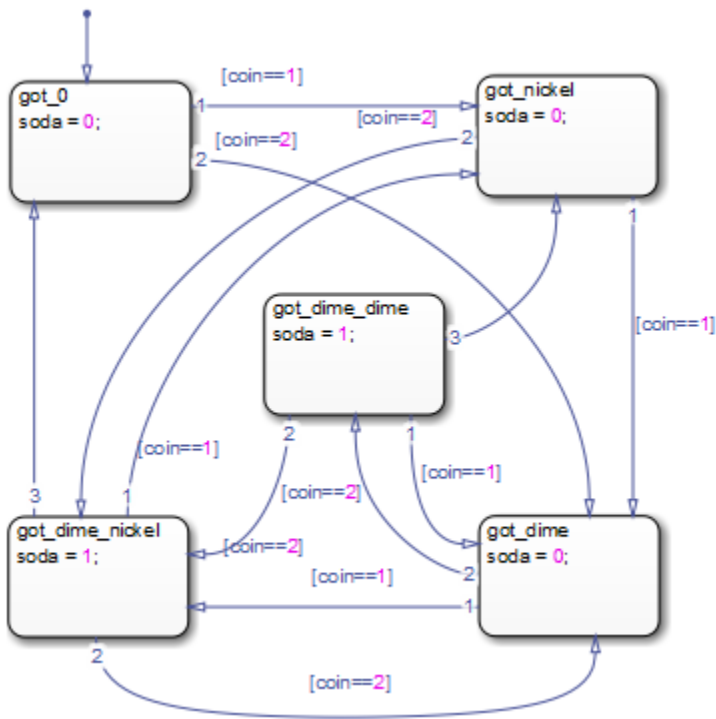 [coin==1]
got_0
soda = 0;
1
[coin==2]
2
got_nickel
soda = 0;
[coin==2]
2
1
[coin==1]
got_dime_dime
soda = 1;
3
2
1
[coin==1]
[coin==1]
[coin==2]
3
1
got_dime_nickel
soda = 1;
[coin==2]
got_dime
soda = 0;
2
[coin==1]
1
2
[coin==2]